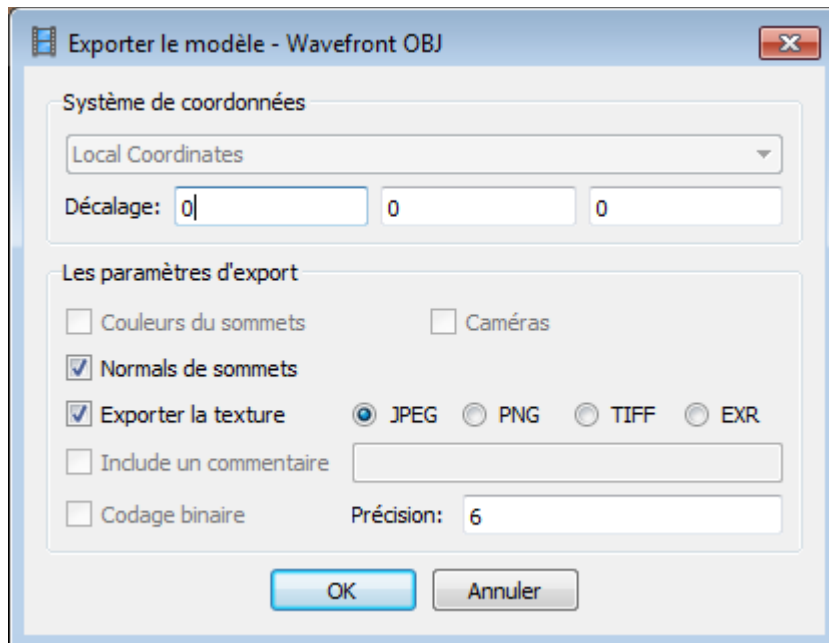 Exporter le modèle - Wavefront OBJ
Système de coordonnées
Local Coordinates
Décalage: 0 0 0
Les paramètres d'export
Couleurs du sommets Caméras
Normals de sommets
Exporter la texture JPEG PNG TIFF EXR
Include un commentaire
Codage binaire Précision: 6
OK Annuler